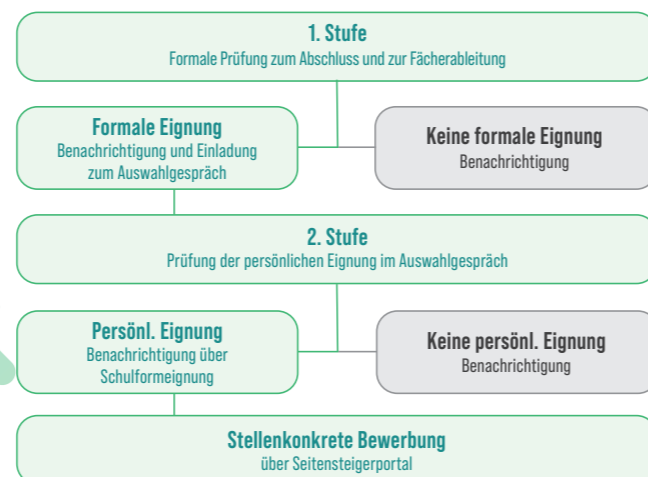 1. Stufe
Formale Prüfung zum Abschluss und zur Fächerableitung
Formale Eignung
Benachrichtigung und Einladung
zum Auswahlgespräch
Keine formale Eignung
Benachrichtigung
2. Stufe
Prüfung der persönlichen Eignung im Auswahlgespräch
Persönl. Eignung
Benachrichtigung über
Schulformeignung
Keine persönl. Eignung
Benachrichtigung
Stellenkonkrete Bewerbung
über Seitensteigerportal